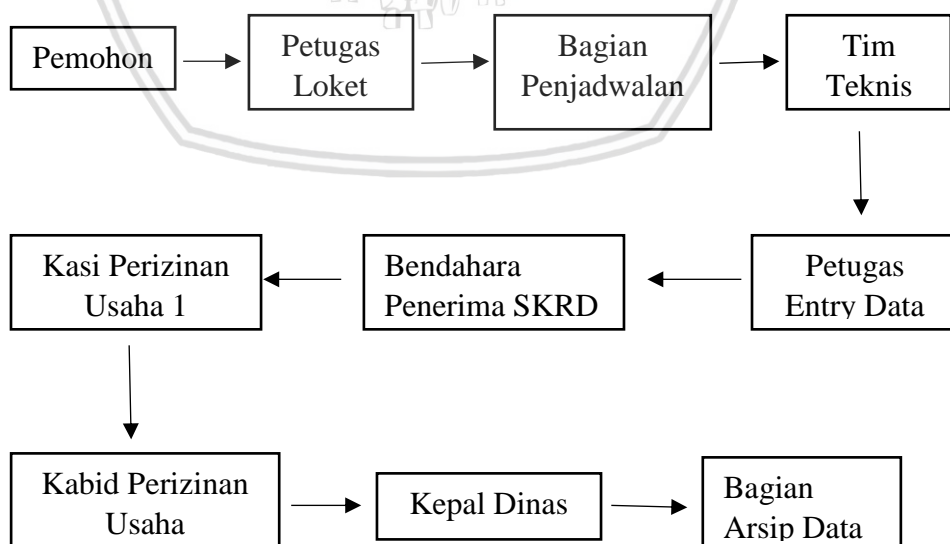 Pemohon
Petugas
Loket
Bagian
Penjadwalan
Tim
Teknis
Kasi Perizinan
Usaha 1
Bendahara
Penerima SKRD
Petugas
Entry Data
Kabid Perizinan
Usaha
Kepal Dinas
Bagian
Arsip Data